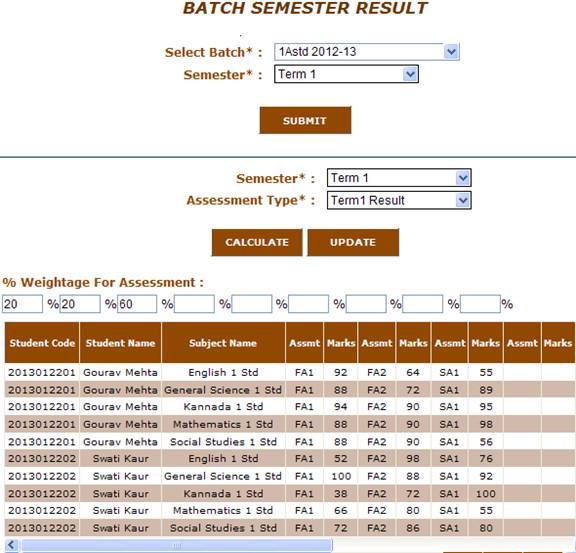 BATCH SEMESTER RESULT
Select Batch* : 1Astd 2012-13
Semester* : Term 1
SUBMIT
Semester* : Term 1
Assessment Type* : Term1 Result
CALCULATE UPDATE
% Weightage For Assessment :
20 % 20 % 60 % % % % % % %
Student Code Student Name Subject Name Assmt Marks Assmt Marks Assmt Marks Assmt Marks
2013012201 Gourav Mehta English 1 Std FA1 92 FA2 64 SA1 55
2013012201 Gourav Mehta General Science 1 Std FA1 88 FA2 72 SA1 89
2013012201 Gourav Mehta Kannada 1 Std FA1 94 FA2 90 SA1 95
2013012201 Gourav Mehta Mathematics 1 Std FA1 88 FA2 90 SA1 98
2013012201 Gourav Mehta Social Studies 1 Std FA1 88 FA2 90 SA1 56
2013012202 Swati Kaur English 1 Std FA1 52 FA2 98 SA1 76
2013012202 Swati Kaur General Science 1 Std FA1 100 FA2 88 SA1 92
2013012202 Swati Kaur Kannada 1 Std FA1 38 FA2 72 SA1 100
2013012202 Swati Kaur Mathematics 1 Std FA1 66 FA2 80 SA1 55
2013012202 Swati Kaur Social Studies 1 Std FA1 72 FA2 86 SA1 80